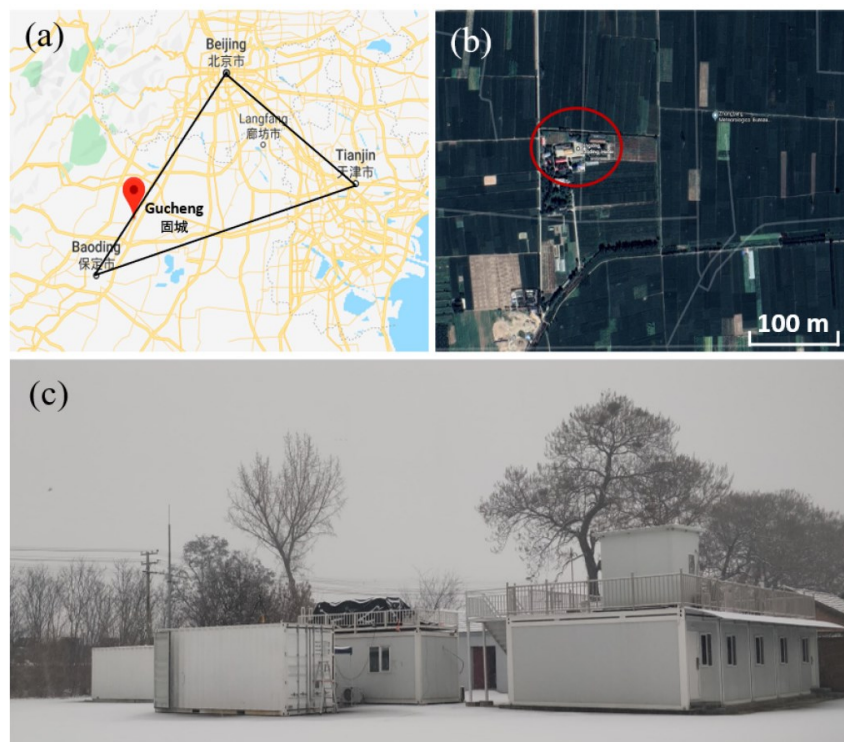 (a)
Beijing
北京市
Langfang
廊坊市
Tianjin
天津市
Gucheng
固城
Baoding
保定市
(b)
100 m
(c)